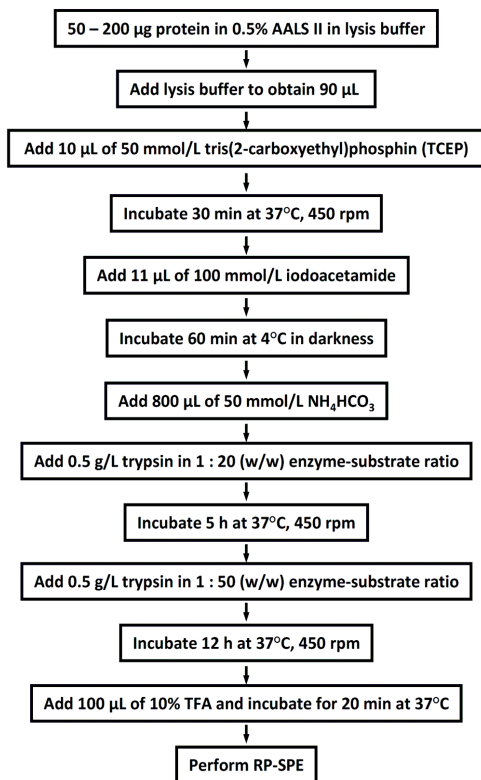 50 – 200 µg protein in 0.5% AALS II in lysis buffer
Add lysis buffer to obtain 90 µL
Add 10 µL of 50 mmol/L tris(2-carboxyethyl)phosphin (TCEP)
Incubate 30 min at 37°C, 450 rpm
Add 11 µL of 100 mmol/L iodoacetamide
Incubate 60 min at 4°C in darkness
Add 800 µL of 50 mmol/L NH₄HCO₃
Add 0.5 g/L trypsin in 1 : 20 (w/w) enzyme-substrate ratio
Incubate 5 h at 37°C, 450 rpm
Add 0.5 g/L trypsin in 1 : 50 (w/w) enzyme-substrate ratio
Incubate 12 h at 37°C, 450 rpm
Add 100 µL of 10% TFA and incubate for 20 min at 37°C
Perform RP-SPE